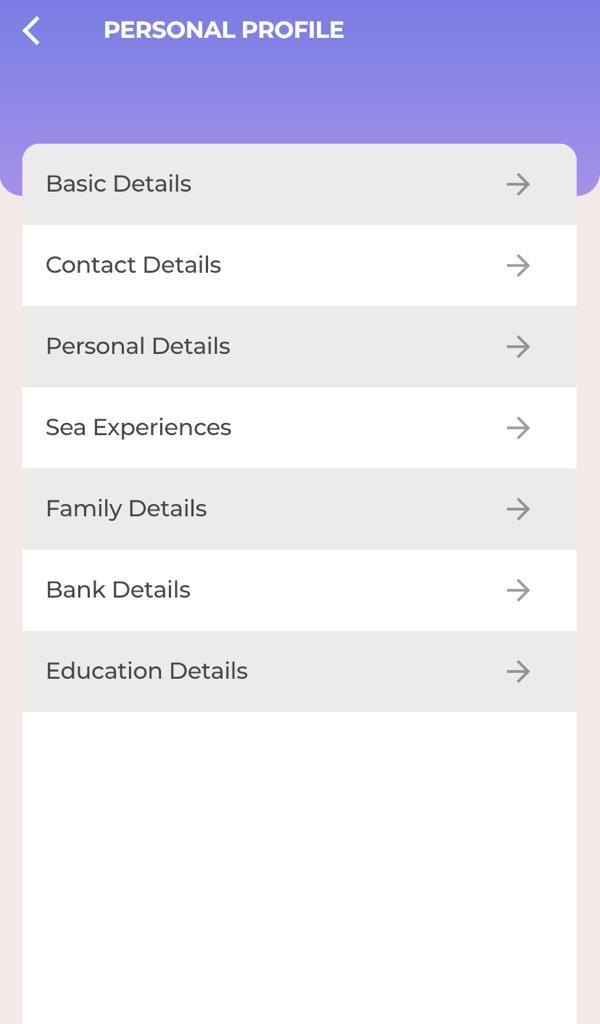 PERSONAL PROFILE
Basic Details
Contact Details
Personal Details
Sea Experiences
Family Details
Bank Details
Education Details